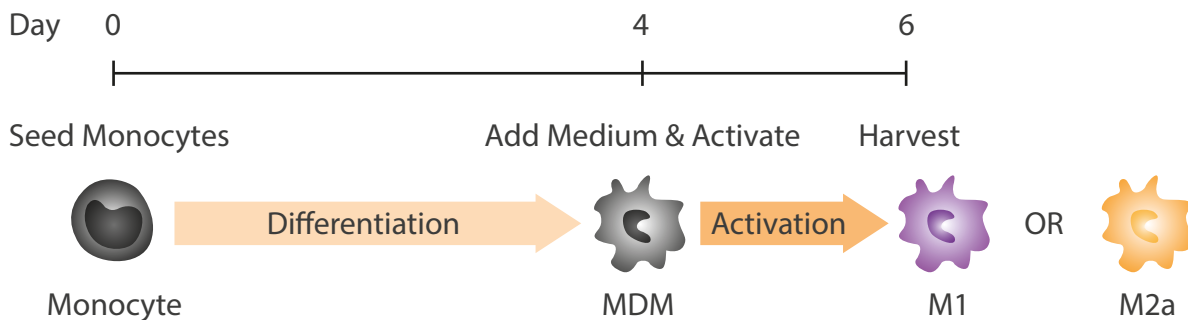 Day 0 4 6
Seed Monocytes Add Medium & Activate Harvest
Differentiation Activation OR
Monocyte MDM M1 M2a